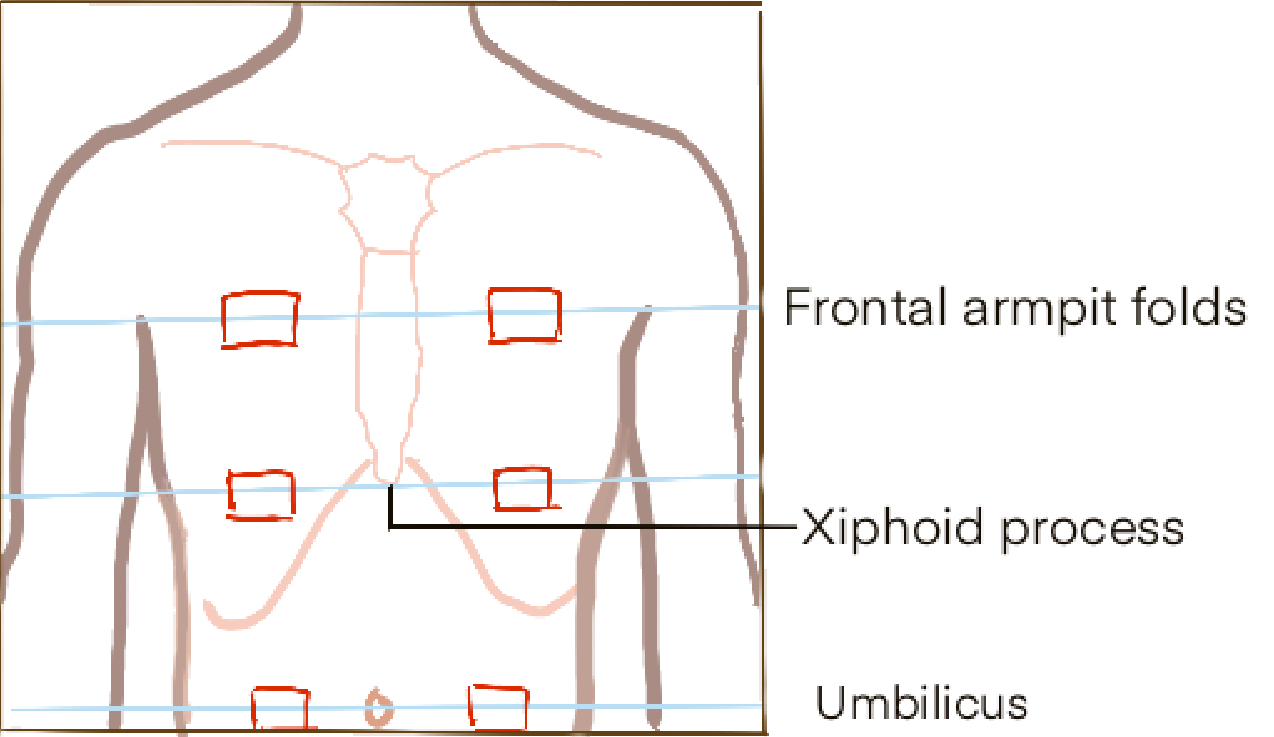 Frontal armpit folds
Xiphoid process
Umbilicus